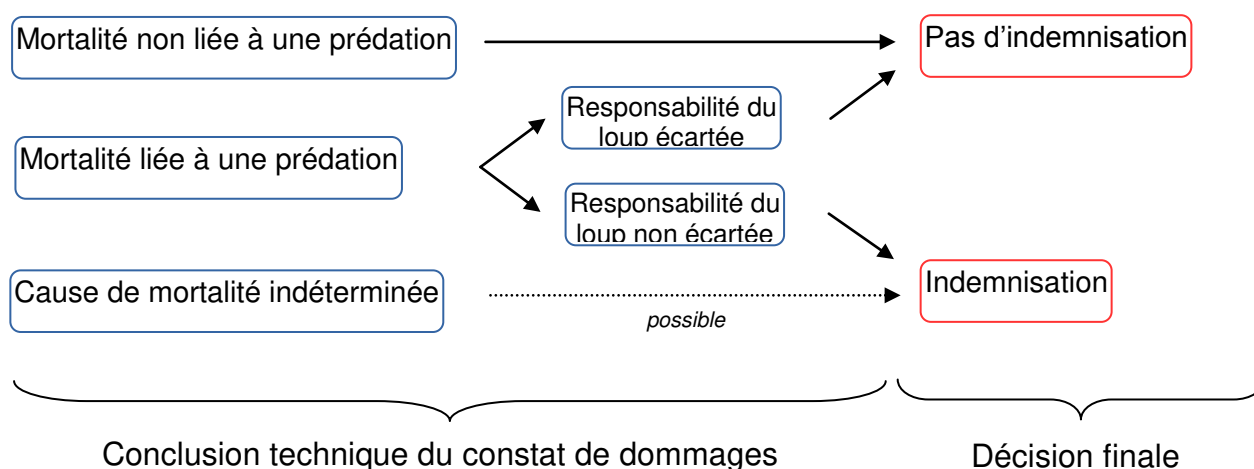 Mortalité non liée à une prédation
Pas d'indemnisation
Responsabilité du
loup écartée
Mortalité liée à une prédation
Responsabilité du
loup non écartée
Cause de mortalité indéterminée
possible
Indemnisation
Conclusion technique du constat de dommages
Décision finale